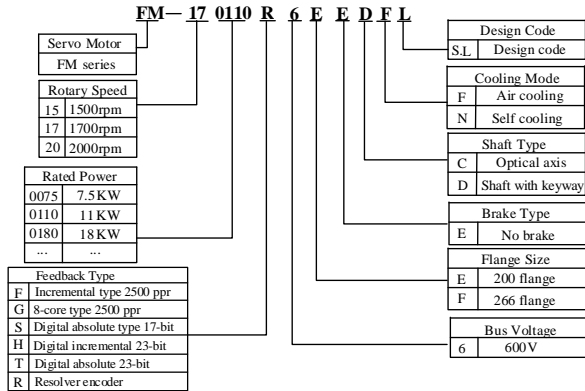 FM—17 0110 R 6 E E D F L
Servo Motor
FM series
Rotary Speed
15 1500rpm
17 1700rpm
20 2000rpm
Rated Power
0075 7.5KW
0110 11KW
0180 18KW
... ...
Feedback Type
F Incremental type 2500 ppr
G 8-core type 2500 ppr
S Digital absolute type 17-bit
H Digital incremental 23-bit
T Digital absolute 23-bit
R Resolver encoder
Design Code
S.L Design code
Cooling Mode
F Air cooling
N Self cooling
Shaft Type
C Optical axis
D Shaft with keyway
Brake Type
E No brake
Flange Size
E 200 flange
F 266 flange
Bus Voltage
6 600V